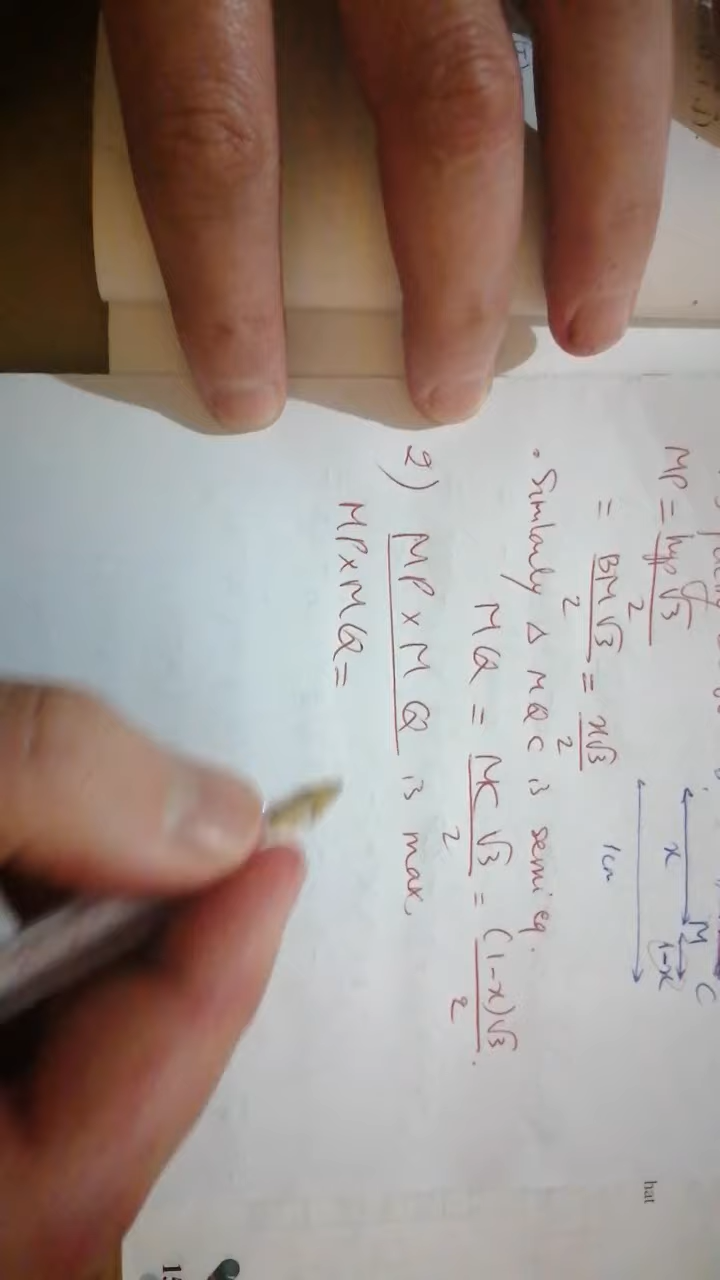 MP = hyp √3 / 2
= BM√3 / 2 = x√3 / 2
x
M
1-x
C
1cm
• Similarly Δ MQC is semi eq.
MQ = MC √3 / 2 = (1-x)√3 / 2.
2) MP x MQ is max.
MP x MQ =
hat